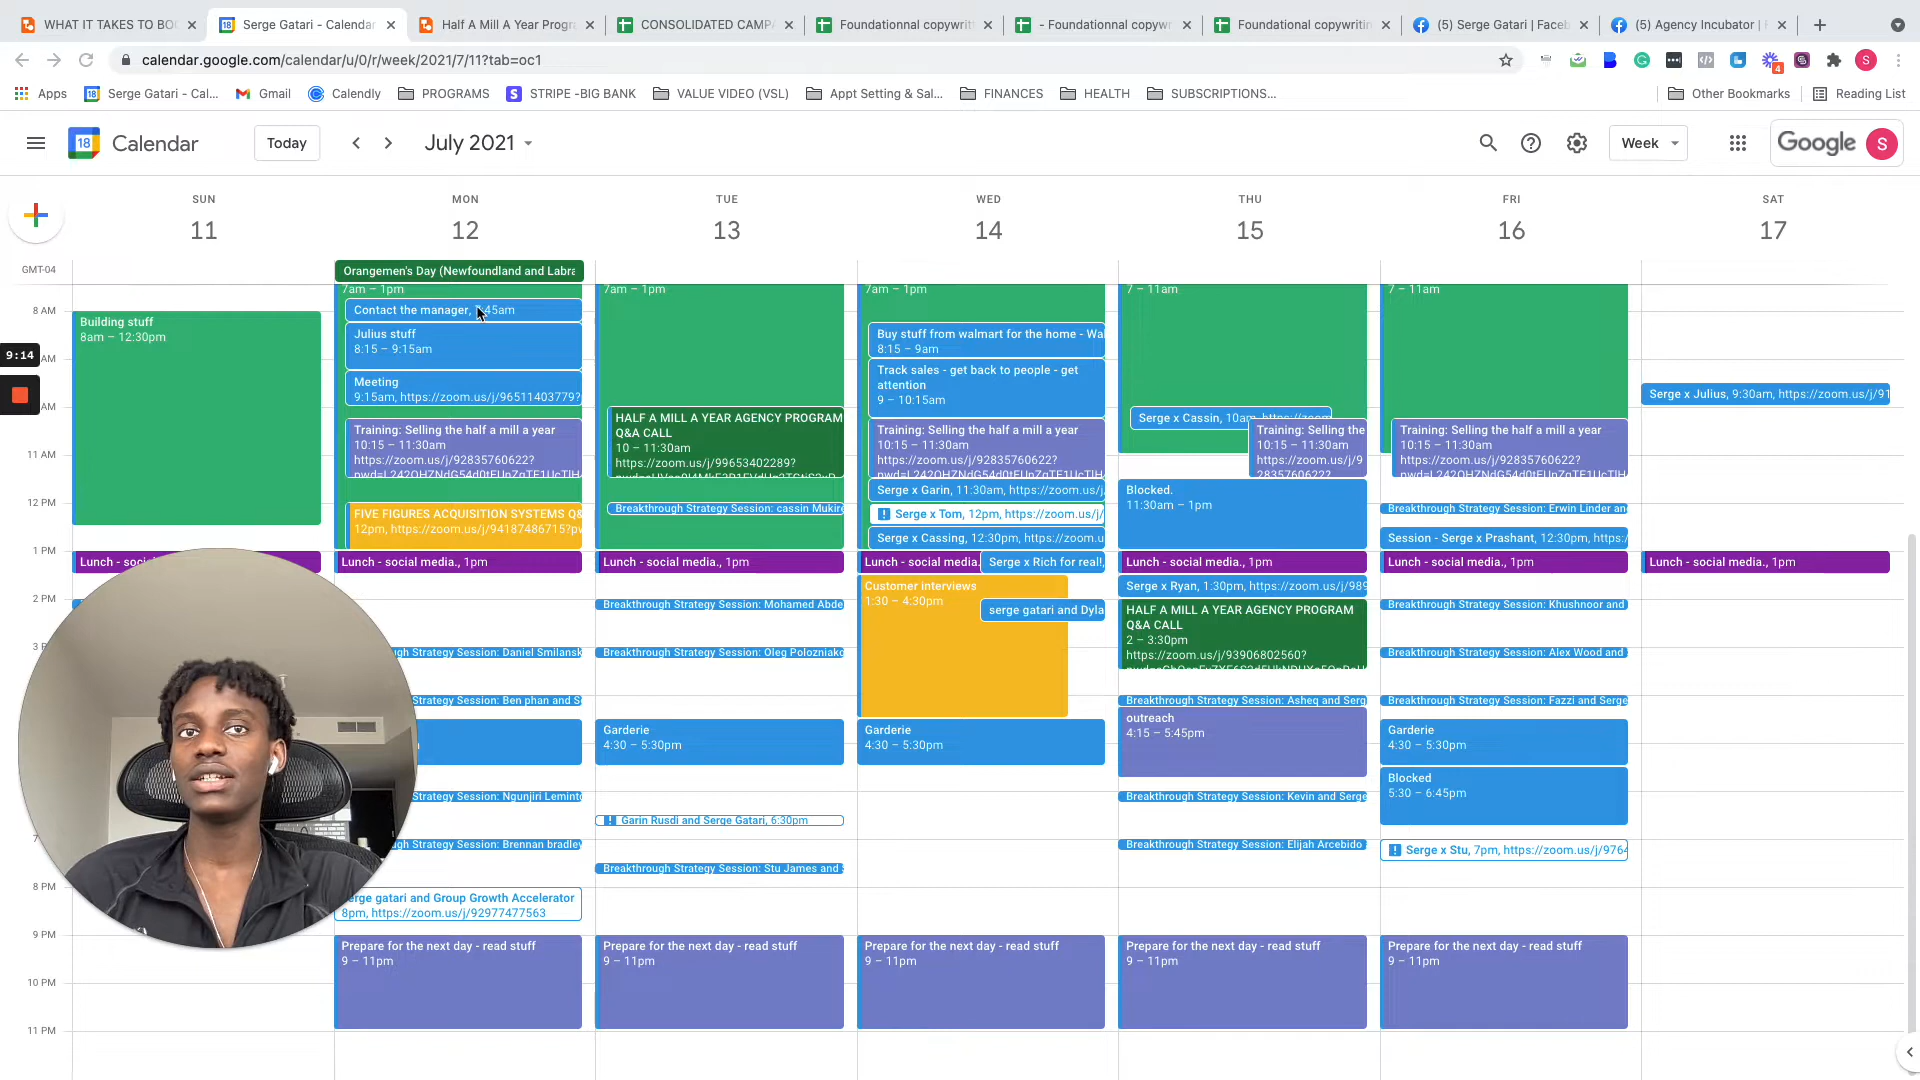 WHAT IT TAKES TO BO
Serge Gatari - Calendar
Half A Mill A Year Progr
CONSOLIDATED CAMP
Foundationnal copywrit
- Foundationnal copyw
Foundational copywritin
(5) Serge Gatari | Faceb
(5) Agency Incubator | F
calendar.google.com/calendar/u/0/r/week/2021/7/11?tab=oc1
4
S
Apps
Serge Gatari - Cal...
Gmail
Calendly
PROGRAMS
STRIPE -BIG BANK
VALUE VIDEO (VSL)
Appt Setting & Sal...
FINANCES
HEALTH
SUBSCRIPTIONS...
Other Bookmarks
Reading List
18
Calendar
Today
July 2021
Week
Google
S
SUN
11
MON
12
TUE
13
WED
14
THU
15
FRI
16
SAT
17
GMT-04
8 AM
9:14
AM
AM
11 AM
12 PM
1 PM
2 PM
8 PM
9 PM
10 PM
11 PM
Building stuff
8am – 12:30pm
Lunch - soci
Orangemen's Day (Newfoundland and Labra
7am – 1pm
Contact the manager, 7:45am
Julius stuff
8:15 – 9:15am
Meeting
9:15am, https://zoom.us/j/96511403779?
Training: Selling the half a mill a year
10:15 – 11:30am
https://zoom.us/j/92835760622?
FIVE FIGURES ACQUISITION SYSTEMS Q&
12pm, https://zoom.us/j/94187486715?p
Lunch - social media., 1pm
Strategy Session: Daniel Smilansk
Strategy Session: Ben phan and S
Strategy Session: Ngunjiri Lemint
Strategy Session: Brennan bradley
erge gatari and Group Growth Accelerator
8pm, https://zoom.us/j/92977477563
Prepare for the next day - read stuff
9 – 11pm
7am – 1pm
HALF A MILL A YEAR AGENCY PROGRAM
Q&A CALL
10 – 11:30am
https://zoom.us/j/99653402289?
Breakthrough Strategy Session: cassin Mukire
Lunch - social media., 1pm
Breakthrough Strategy Session: Mohamed Abde
Breakthrough Strategy Session: Oleg Polozniako
Garderie
4:30 – 5:30pm
Garin Rusdi and Serge Gatari, 6:30pm
Breakthrough Strategy Session: Stu James and
Prepare for the next day - read stuff
9 – 11pm
7am – 1pm
Buy stuff from walmart for the home - Wa
8:15 – 9am
Track sales - get back to people - get
attention
9 – 10:15am
Training: Selling the half a mill a year
10:15 – 11:30am
https://zoom.us/j/92835760622?
Serge x Garin, 11:30am, https://zoom.us/j
Serge x Tom, 12pm, https://zoom.us/j/
Serge x Cassing, 12:30pm, https://zoom.u
Lunch - social media.
Serge x Rich for real!,
Customer interviews
1:30 – 4:30pm
serge gatari and Dyla
Garderie
4:30 – 5:30pm
Prepare for the next day - read stuff
9 – 11pm
7 – 11am
Serge x Cassin, 10am, https://zoom
Training: Selling the
10:15 – 11:30am
https://zoom.us/j/9
2835760622?
Blocked.
11:30am – 1pm
Lunch - social media., 1pm
Serge x Ryan, 1:30pm, https://zoom.us/j/989
HALF A MILL A YEAR AGENCY PROGRAM
Q&A CALL
2 – 3:30pm
https://zoom.us/j/93906802560?
Breakthrough Strategy Session: Asheq and Serg
outreach
4:15 – 5:45pm
Breakthrough Strategy Session: Kevin and Serge
Breakthrough Strategy Session: Elijah Arcebido
Prepare for the next day - read stuff
9 – 11pm
7 – 11am
Training: Selling the half a mill a year
10:15 – 11:30am
https://zoom.us/j/92835760622?
Breakthrough Strategy Session: Erwin Linder an
Session - Serge x Prashant, 12:30pm, https:/
Lunch - social media., 1pm
Breakthrough Strategy Session: Khushnoor and
Breakthrough Strategy Session: Alex Wood and
Breakthrough Strategy Session: Fazzi and Serge
Garderie
4:30 – 5:30pm
Blocked
5:30 – 6:45pm
Serge x Stu, 7pm, https://zoom.us/j/976
Prepare for the next day - read stuff
9 – 11pm
Serge x Julius, 9:30am, https://zoom.us/j/91
Lunch - social media., 1pm